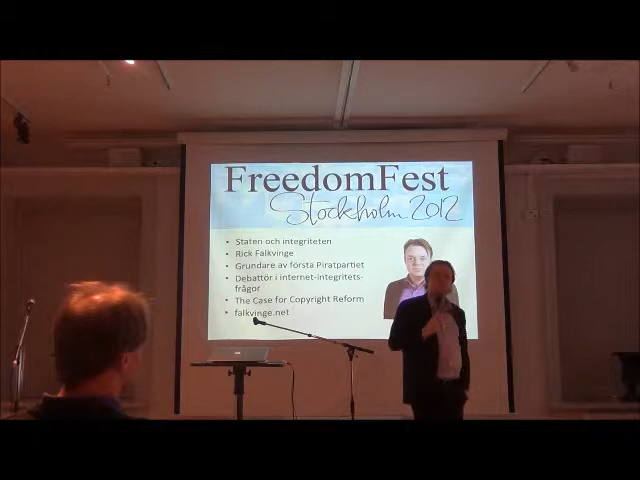 FreedomFest
Stockholm 2012
• Staten och integriteten
• Rick Falkvinge
• Grundare av första Piratpartiet
• Debattör i internet-integritets-
frågor
• The Case for Copyright Reform
• falkvinge.net